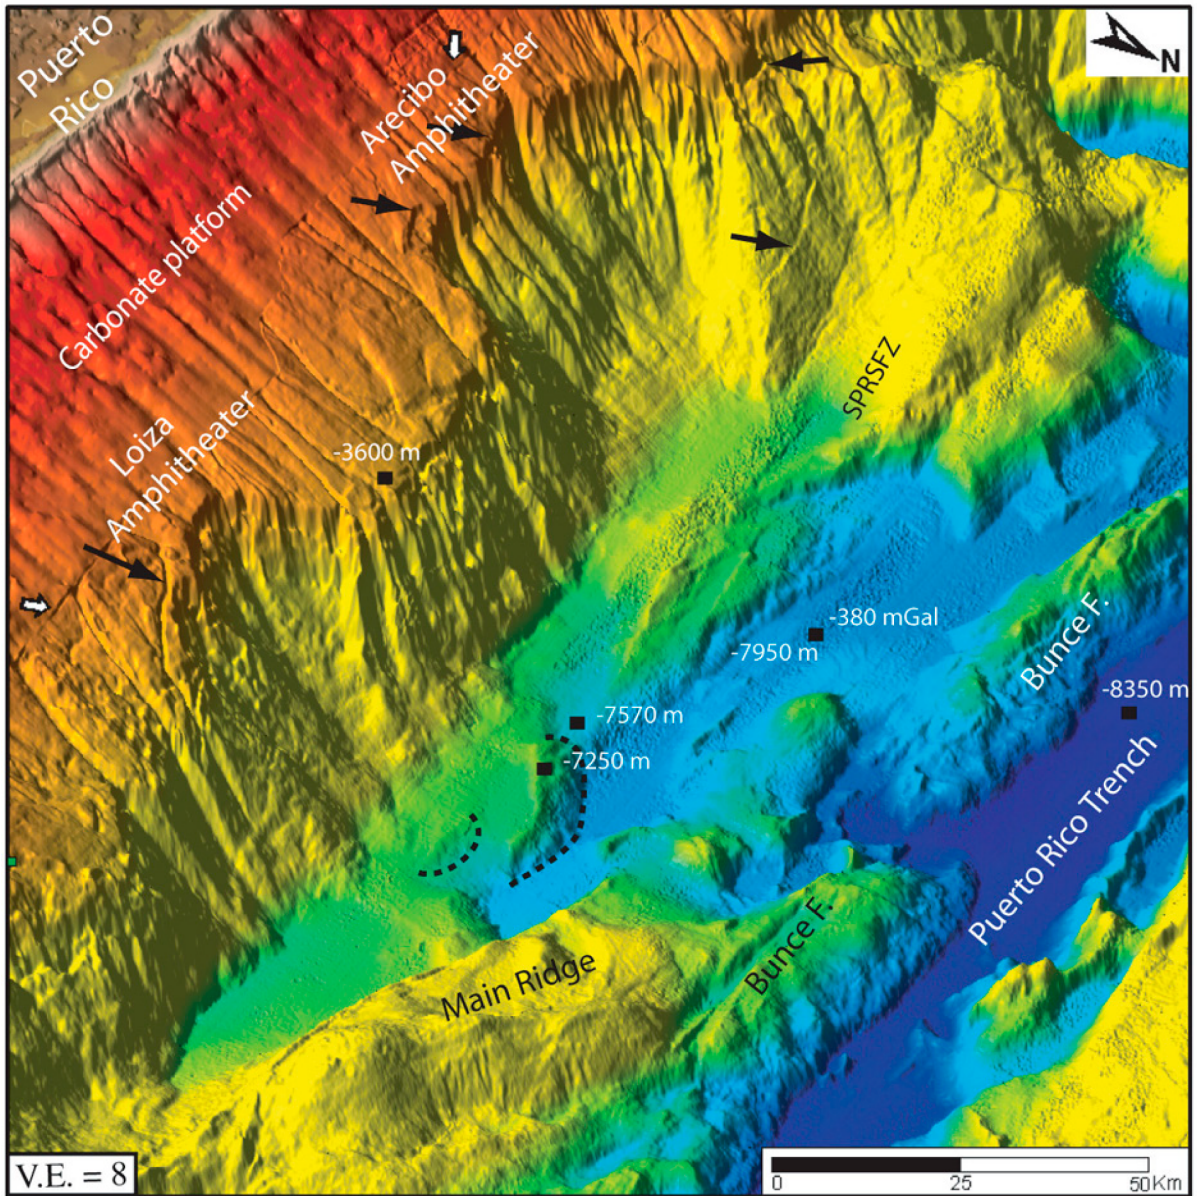 Puerto
Rico
Arecibo
Amphitheater
N
Carbonate platform
SPRSFZ
Loiza
Amphitheater
-3600 m
-380 mGal
-7950 m
Bunce F.
-8350 m
-7570 m
-7250 m
Puerto Rico Trench
Bunce F.
Main Ridge
V.E. = 8
0 25 50Km